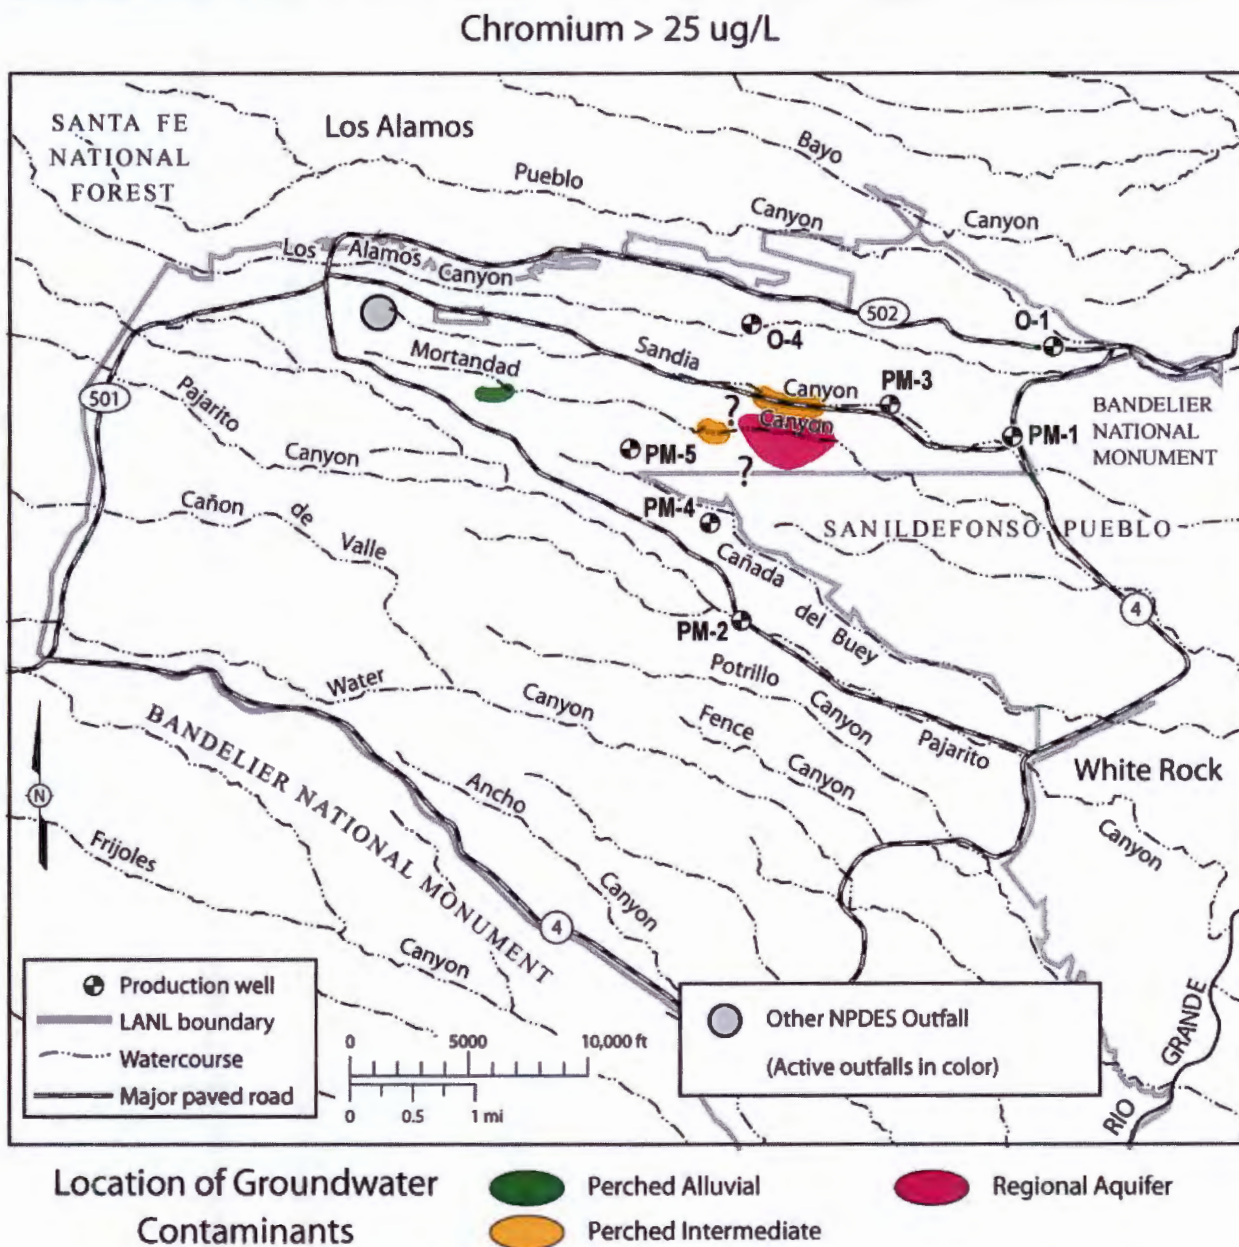 Chromium > 25 ug/L
SANTA FE
NATIONAL
FOREST
Los Alamos
Bayo
Pueblo
Canyon
Canyon
Los
Alamos
Canyon
502
O-1
O-4
Sandia
Mortandad
Canyon
PM-3
?
501
Pajarito
Canyon
BANDELIER
NATIONAL
MONUMENT
PM-1
PM-5
Canyon
?
Cañon
de
Valle
PM-4
SANILDEFONSO PUEBLO
Cañada
del Buey
4
PM-2
Water
Canyon
Potrillo
Canyon
Fence
Canyon
Pajarito
White Rock
Canyon
BANDELIER NATIONAL MONUMENT
Ancho
Canyon
N
Frijoles
Canyon
4
RIO GRANDE
Production well
LANL boundary
Watercourse
Major paved road
0 5000 10,000 ft
0 0.5 1 mi
Other NPDES Outfall
(Active outfalls in color)
Location of Groundwater
Contaminants
Perched Alluvial
Perched Intermediate
Regional Aquifer